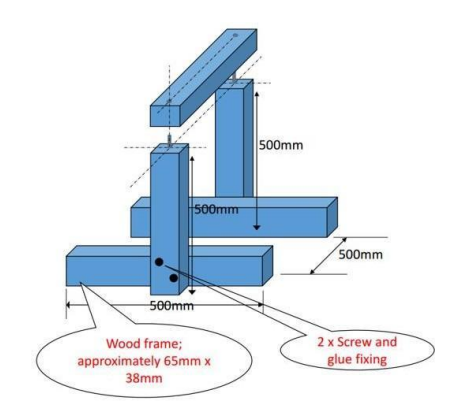 500mm
500mm
500mm
500mm
Wood frame;
approximately 65mm x
38mm
2 x Screw and
glue fixing